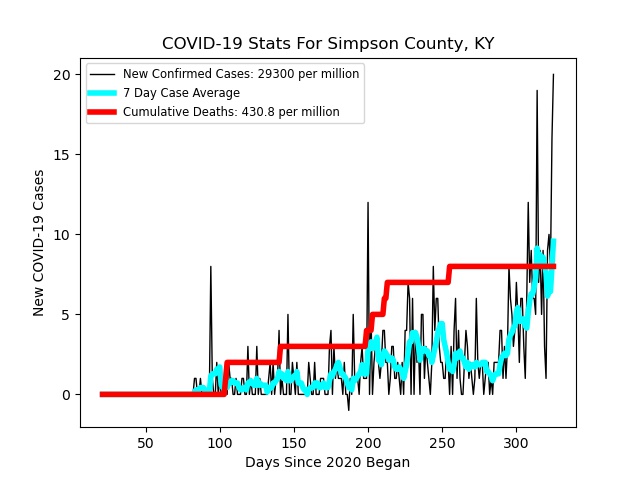 COVID-19 Stats For Simpson County, KY
New Confirmed Cases: 29300 per million
7 Day Case Average
Cumulative Deaths: 430.8 per million
New COVID-19 Cases
20
15
10
5
0
50 100 150 200 250 300
Days Since 2020 Began